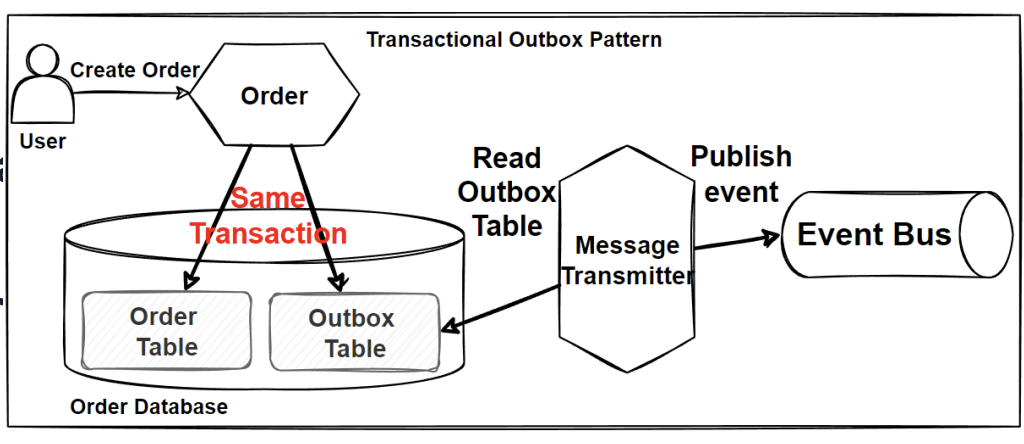 Transactional Outbox Pattern
Create Order
Order
User
Same
Transaction
Read
Outbox
Table
Publish
event
Message
Transmitter
Event Bus
Order
Table
Outbox
Table
Order Database